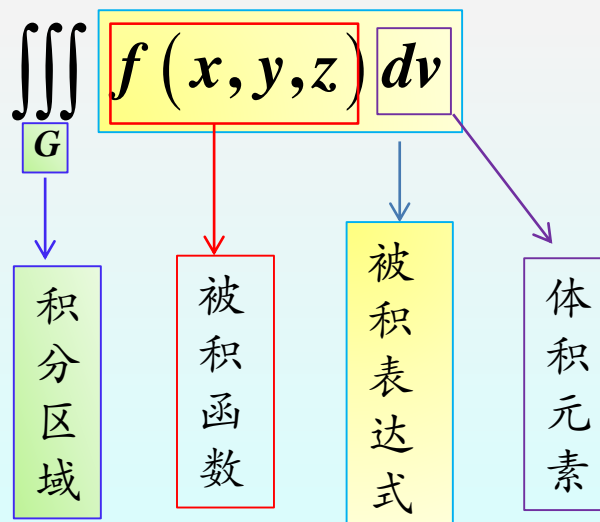 ∭ f(x,y,z) dv
G
积分区域
被积函数
被积表达式
体积元素